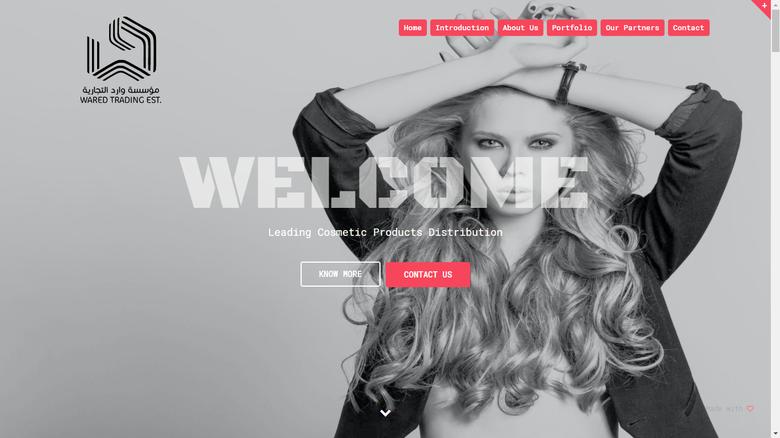 Home Introduction About Us Portfolio Our Partners Contact
مؤسسة وارد التجارية
WARED TRADING EST.
WELCOME
Leading Cosmetic Products Distribution
KNOW MORE CONTACT US
Made with